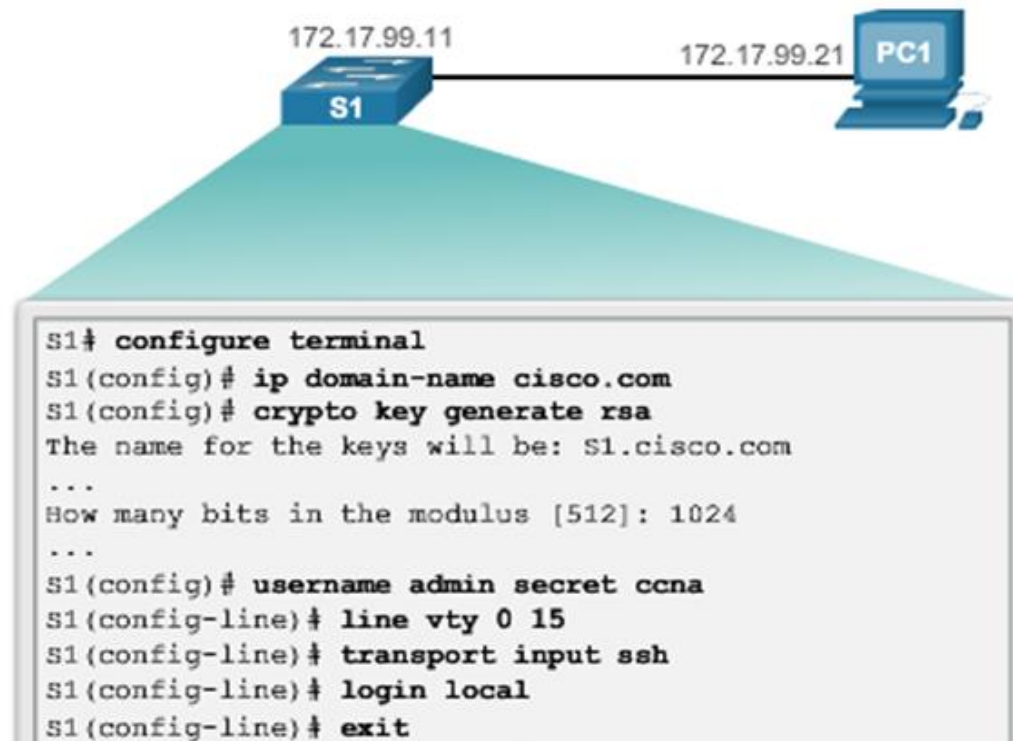 172.17.99.11
172.17.99.21
PC1
S1
S1# configure terminal
S1(config)# ip domain-name cisco.com
S1(config)# crypto key generate rsa
The name for the keys will be: S1.cisco.com
...
How many bits in the modulus [512]: 1024
...
S1(config)# username admin secret ccna
S1(config-line)# line vty 0 15
S1(config-line)# transport input ssh
S1(config-line)# login local
S1(config-line)# exit